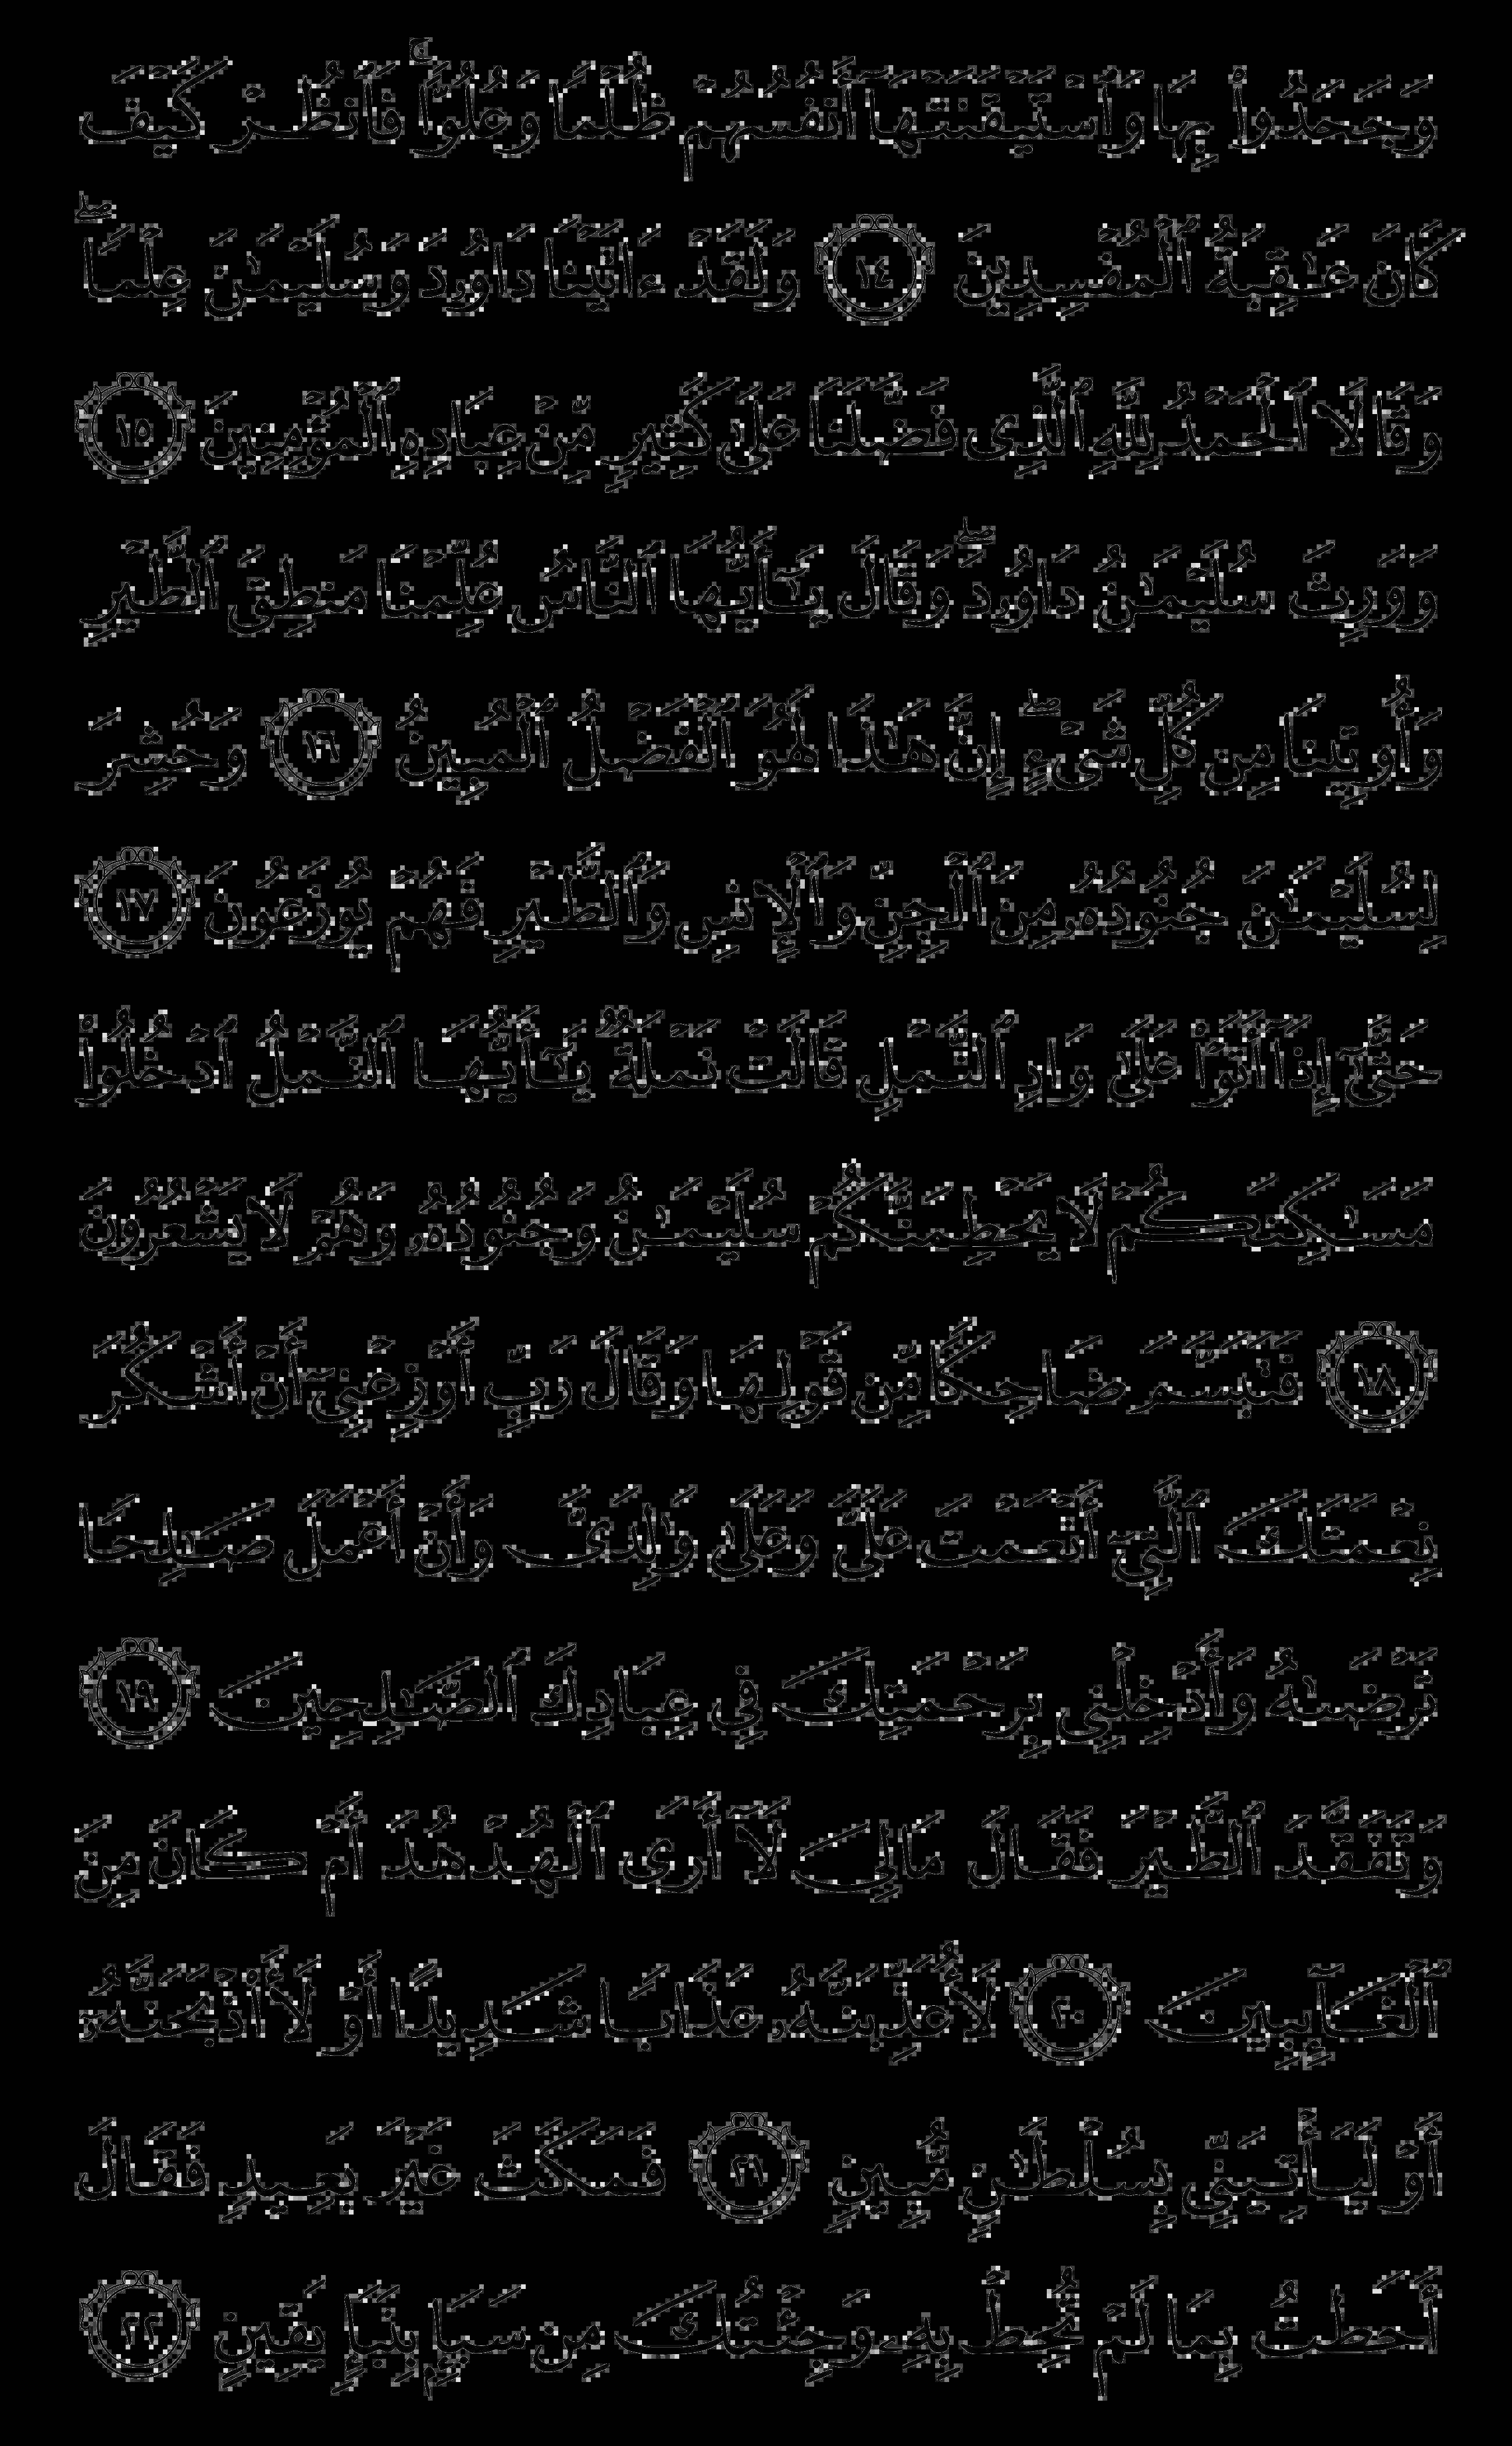 وَجَحَدُوا۟ بِهَا وَٱسْتَيْقَنَتْهَآ أَنفُسُهُمْ ظُلْمًا وَعُلُوًّا ۚ فَٱنظُرْ كَيْفَ
كَانَ عَـٰقِبَةُ ٱلْمُفْسِدِينَ ١٤ وَلَقَدْ ءَاتَيْنَا دَاوُۥدَ وَسُلَيْمَـٰنَ عِلْمًا ۖ
وَقَالَا ٱلْحَمْدُ لِلَّهِ ٱلَّذِى فَضَّلَنَا عَلَىٰ كَثِيرٍ مِّنْ عِبَادِهِ ٱلْمُؤْمِنِينَ ١٥
وَوَرِثَ سُلَيْمَـٰنُ دَاوُۥدَ ۖ وَقَالَ يَـٰٓأَيُّهَا ٱلنَّاسُ عُلِّمْنَا مَنطِقَ ٱلطَّيْرِ
وَأُوتِينَا مِن كُلِّ شَىْءٍ ۖ إِنَّ هَـٰذَا لَهُوَ ٱلْفَضْلُ ٱلْمُبِينُ ١٦ وَحُشِرَ
لِسُلَيْمَـٰنَ جُنُودُهُۥ مِنَ ٱلْجِنِّ وَٱلْإِنسِ وَٱلطَّيْرِ فَهُمْ يُوزَعُونَ ١٧
حَتَّىٰٓ إِذَآ أَتَوْا۟ عَلَىٰ وَادِ ٱلنَّمْلِ قَالَتْ نَمْلَةٌ يَـٰٓأَيُّهَا ٱلنَّمْلُ ٱدْخُلُوا۟
مَسَـٰكِنَكُمْ لَا يَحْطِمَنَّكُمْ سُلَيْمَـٰنُ وَجُنُودُهُۥ وَهُمْ لَا يَشْعُرُونَ
١٨ فَتَبَسَّمَ ضَاحِكًا مِّن قَوْلِهَا وَقَالَ رَبِّ أَوْزِعْنِىٓ أَنْ أَشْكُرَ
نِعْمَتَكَ ٱلَّتِىٓ أَنْعَمْتَ عَلَىَّ وَعَلَىٰ وَٰلِدَىَّ وَأَنْ أَعْمَلَ صَـٰلِحًا
تَرْضَىٰهُ وَأَدْخِلْنِى بِرَحْمَتِكَ فِى عِبَادِكَ ٱلصَّـٰلِحِينَ ١٩
وَتَفَقَّدَ ٱلطَّيْرَ فَقَالَ مَالِىَ لَآ أَرَى ٱلْهُدْهُدَ أَمْ كَانَ مِنَ
ٱلْغَآئِبِينَ ٢٠ لَأُعَذِّبَنَّهُۥ عَذَابًا شَدِيدًا أَوْ لَأَا۟ذْبَحَنَّهُۥٓ
أَوْ لَيَأْتِيَنِّى بِسُلْطَـٰنٍ مُّبِينٍ ٢١ فَمَكَثَ غَيْرَ بَعِيدٍ فَقَالَ
أَحَطتُ بِمَا لَمْ تُحِطْ بِهِۦ وَجِئْتُكَ مِن سَبَإٍۭ بِنَبَإٍ يَقِينٍ ٢٢